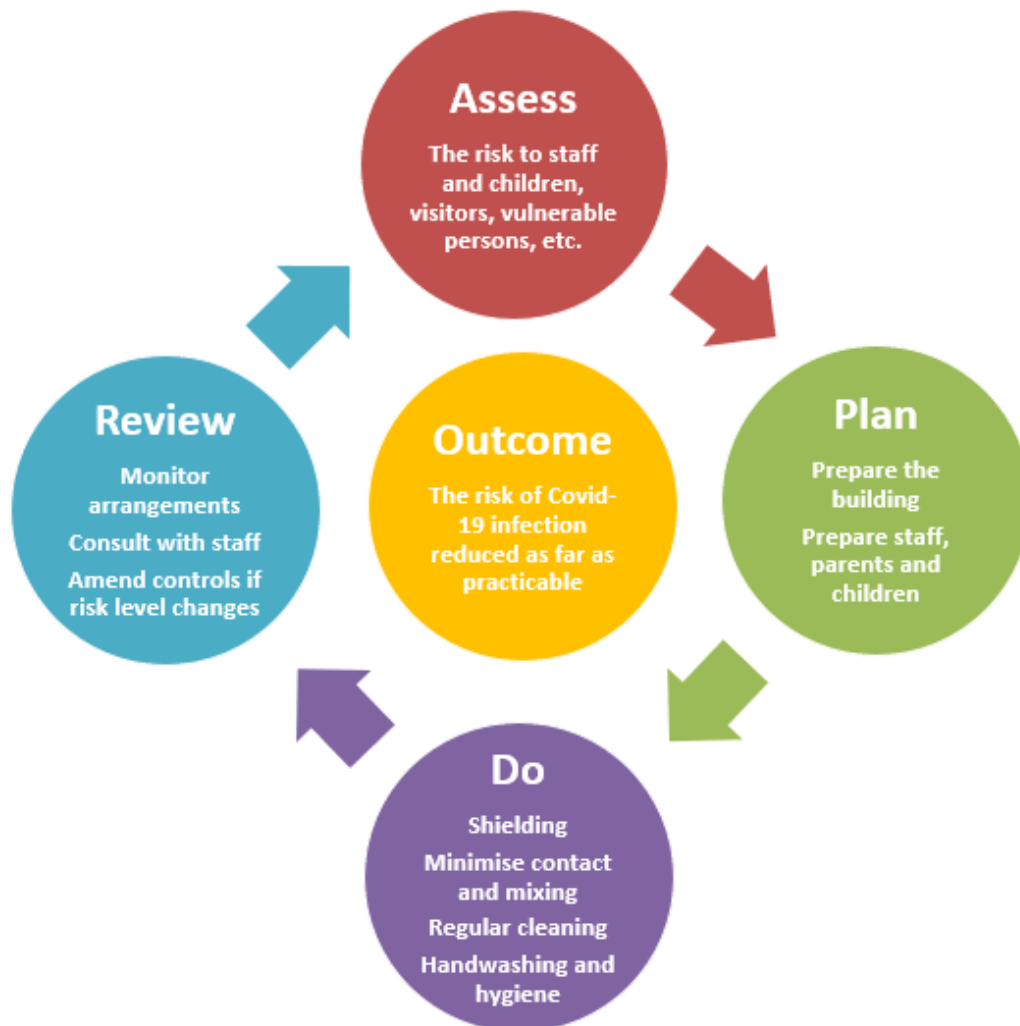 Assess
The risk to staff
and children,
visitors, vulnerable
persons, etc.
Plan
Prepare the
building
Prepare staff,
parents and
children
Do
Shielding
Minimise contact
and mixing
Regular cleaning
Handwashing and
hygiene
Review
Monitor
arrangements
Consult with staff
Amend controls if
risk level changes
Outcome
The risk of Covid-
19 infection
reduced as far as
practicable